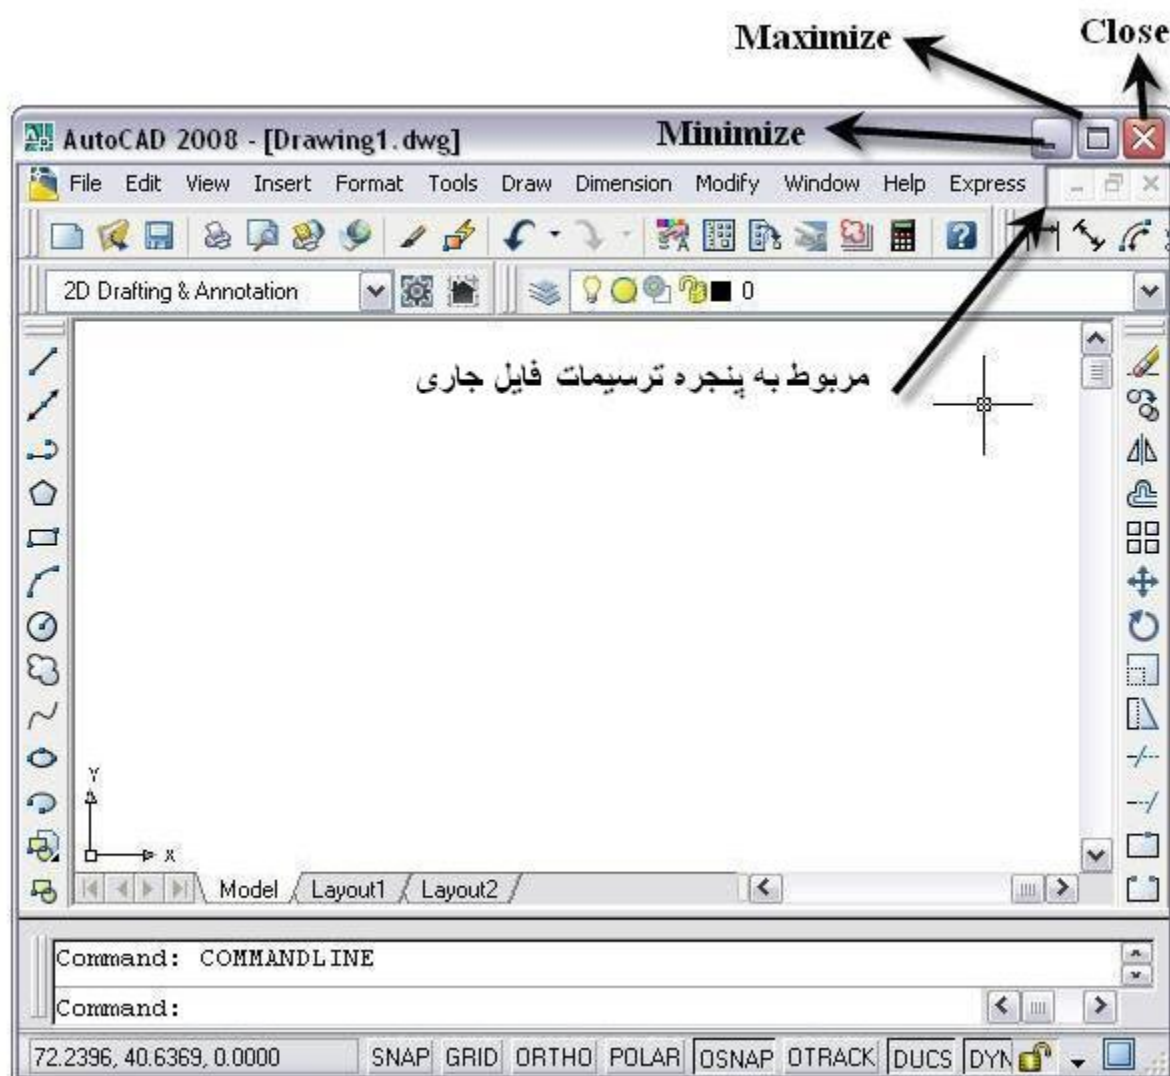 Maximize Close
AutoCAD 2008 - [Drawing1.dwg] Minimize
File Edit View Insert Format Tools Draw Dimension Modify Window Help Express
2D Drafting & Annotation 0
مربوط به پنجره ترسیمات فایل جاری
Y
X
Model Layout1 Layout2
Command: COMMANDLINE
Command:
72.2396, 40.6369, 0.0000 SNAP GRID ORTHO POLAR OSNAP OTRACK DUCS DYN